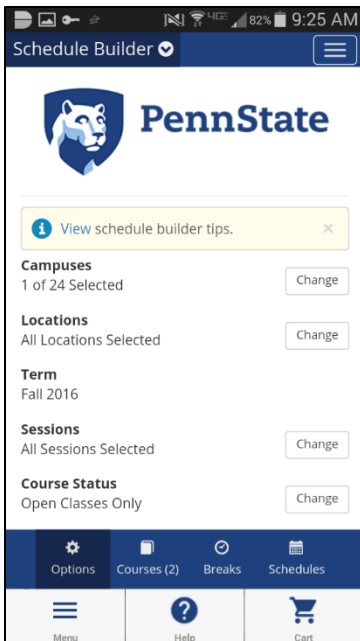 4G 82% 9:25 AM
Schedule Builder
PennState
View schedule builder tips. ×
Campuses
1 of 24 Selected
Change
Locations
All Locations Selected
Change
Term
Fall 2016
Sessions
All Sessions Selected
Change
Course Status
Open Classes Only
Change
Options Courses (2) Breaks Schedules
Menu Help Cart